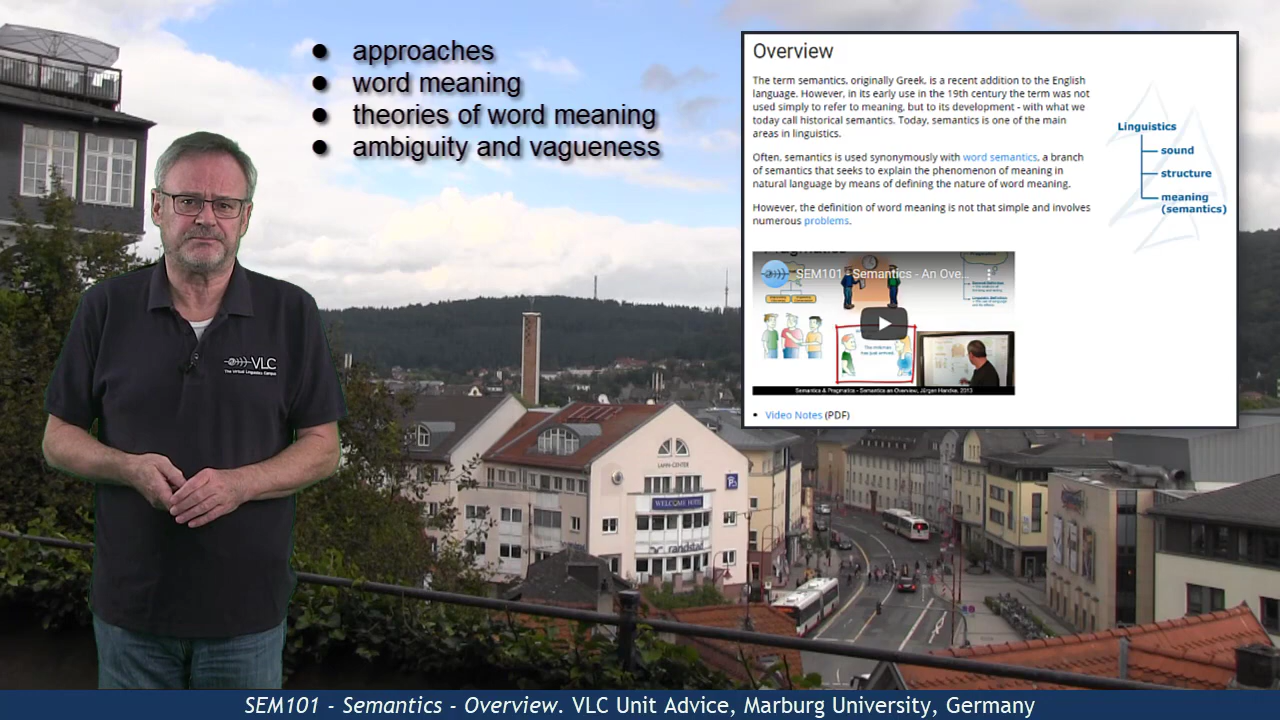 ● approaches
● word meaning
● theories of word meaning
● ambiguity and vagueness
Overview
The term semantics, originally Greek, is a recent addition to the English
language. However, in its early use in the 19th century the term was not
used simply to refer to meaning, but to its development - with what we
today call historical semantics. Today, semantics is one of the main
areas in linguistics.
Often, semantics is used synonymously with word semantics, a branch
of semantics that seeks to explain the phenomenon of meaning in
natural language by means of defining the nature of word meaning.
However, the definition of word meaning is not that simple and involves
numerous problems.
Linguistics
sound
structure
meaning
(semantics)
SEM101 - Semantics - An Ove...
Semantics & Pragmatics - Semantics an Overview, Jürgen Handke, 2013
• Video Notes (PDF)
VLC
The Virtual Linguistics Campus
LAHN-CENTER
WELCOME HOTEL
randstad
SEM101 - Semantics - Overview. VLC Unit Advice, Marburg University, Germany